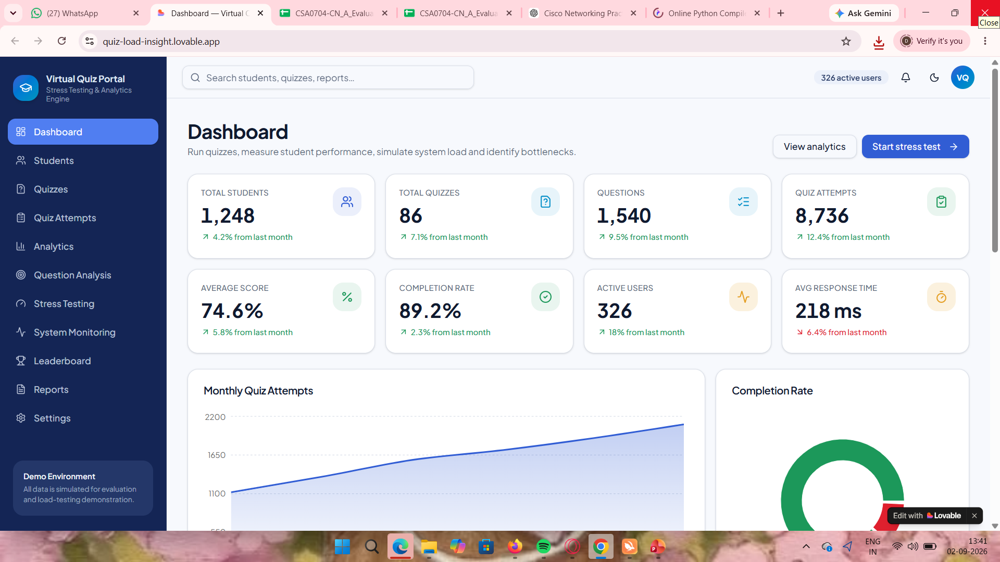 (27) WhatsApp
Dashboard — Virtual
CSA0704-CN_A_Evalua
CSA0704-CN_A_Evalua
Cisco Networking Prac
Online Python Compil
Ask Gemini
Close
quiz-load-insight.lovable.app
D
Verify it's you
Virtual Quiz Portal
Stress Testing & Analytics
Engine
Search students, quizzes, reports...
326 active users
VQ
Dashboard
Students
Quizzes
Quiz Attempts
Analytics
Question Analysis
Stress Testing
System Monitoring
Leaderboard
Reports
Settings
Demo Environment
All data is simulated for evaluation
and load-testing demonstration.
Dashboard
Run quizzes, measure student performance, simulate system load and identify bottlenecks.
View analytics
Start stress test
TOTAL STUDENTS
1,248
4.2% from last month
TOTAL QUIZZES
86
7.1% from last month
QUESTIONS
1,540
9.5% from last month
QUIZ ATTEMPTS
8,736
12.4% from last month
AVERAGE SCORE
74.6%
5.8% from last month
COMPLETION RATE
89.2%
2.3% from last month
ACTIVE USERS
326
18% from last month
AVG RESPONSE TIME
218 ms
6.4% from last month
Monthly Quiz Attempts
2200
1650
1100
550
Completion Rate
Edit with Lovable
ENG
IN
13:41
02-09-2026